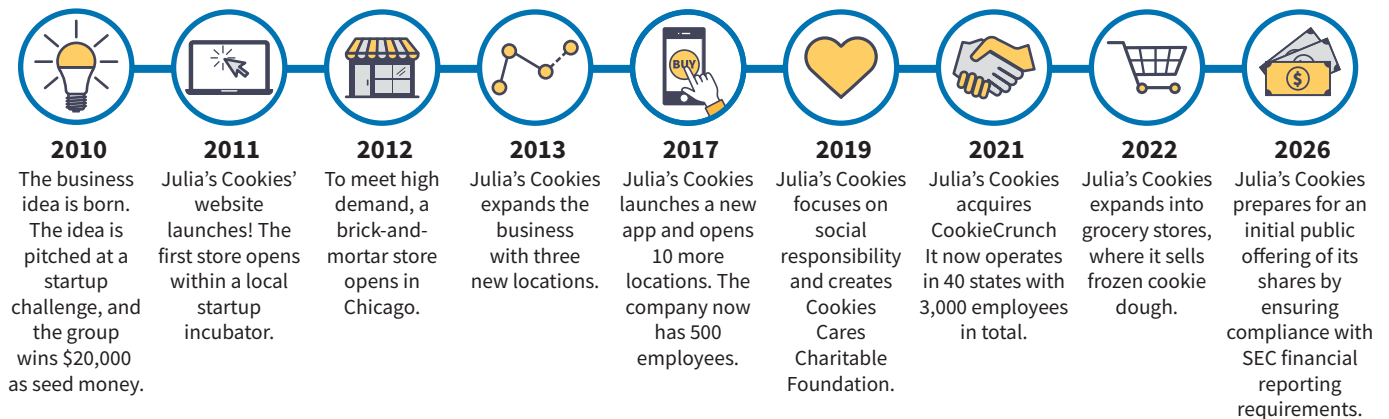 BUY
$
2010
The business
idea is born.
The idea is
pitched at a
startup
challenge, and
the group
wins $20,000
as seed money.
2011
Julia’s Cookies’
website
launches! The
first store opens
within a local
startup
incubator.
2012
To meet high
demand, a
brick-and-
mortar store
opens in
Chicago.
2013
Julia’s Cookies
expands the
business
with three
new locations.
2017
Julia’s Cookies
launches a new
app and opens
10 more
locations. The
company now
has 500
employees.
2019
Julia’s Cookies
focuses on
social
responsibility
and creates
Cookies
Cares
Charitable
Foundation.
2021
Julia’s Cookies
acquires
CookieCrunch
It now operates
in 40 states with
3,000 employees
in total.
2022
Julia’s Cookies
expands into
grocery stores,
where it sells
frozen cookie
dough.
2026
Julia’s Cookies
prepares for an
initial public
offering of its
shares by
ensuring
compliance with
SEC financial
reporting
requirements.